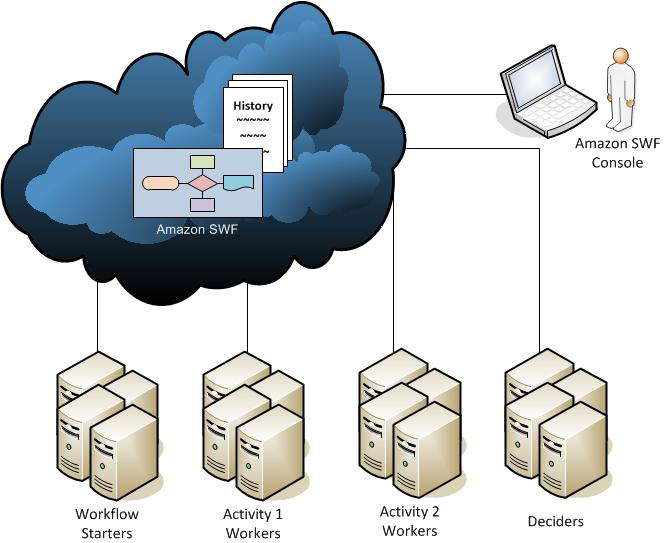 History
~~~~~
~~~~
Amazon SWF
Amazon SWF
Console
Workflow
Starters
Activity 1
Workers
Activity 2
Workers
Deciders